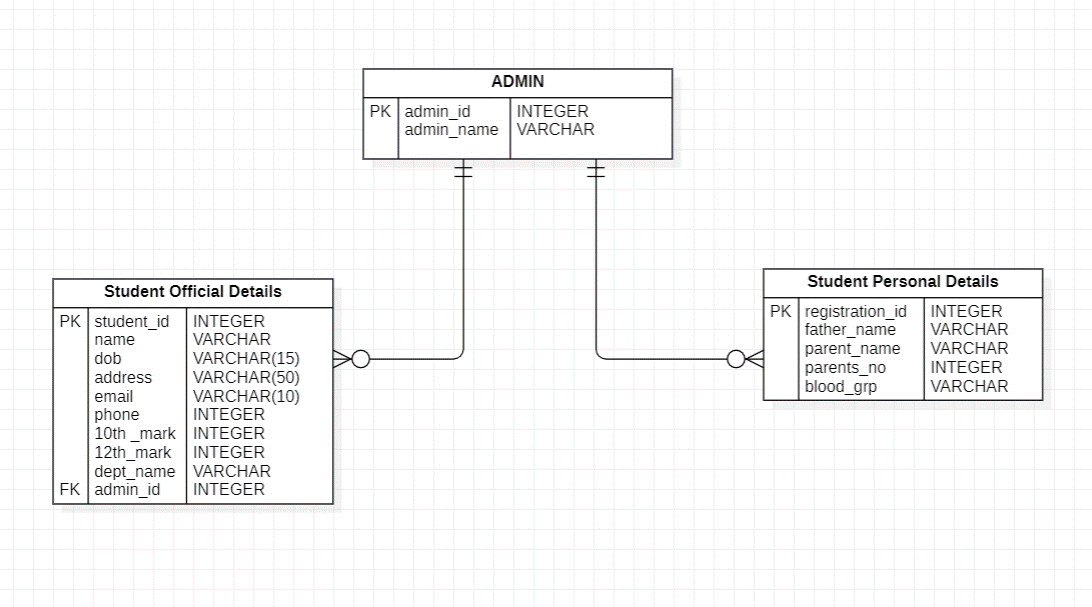 ADMIN
PK admin_id INTEGER
admin_name VARCHAR
Student Official Details
PK student_id INTEGER
name VARCHAR
dob VARCHAR(15)
address VARCHAR(50)
email VARCHAR(10)
phone INTEGER
10th _mark INTEGER
12th_mark INTEGER
dept_name VARCHAR
FK admin_id INTEGER
Student Personal Details
PK registration_id INTEGER
father_name VARCHAR
parent_name VARCHAR
parents_no INTEGER
blood_grp VARCHAR